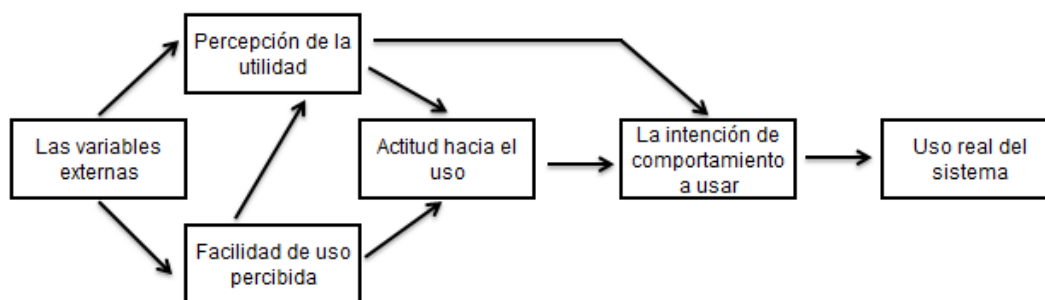 Percepción de la
utilidad
Las variables
externas
Actitud hacia el
uso
La intención de
comportamiento
a usar
Uso real del
sistema
Facilidad de uso
percibida